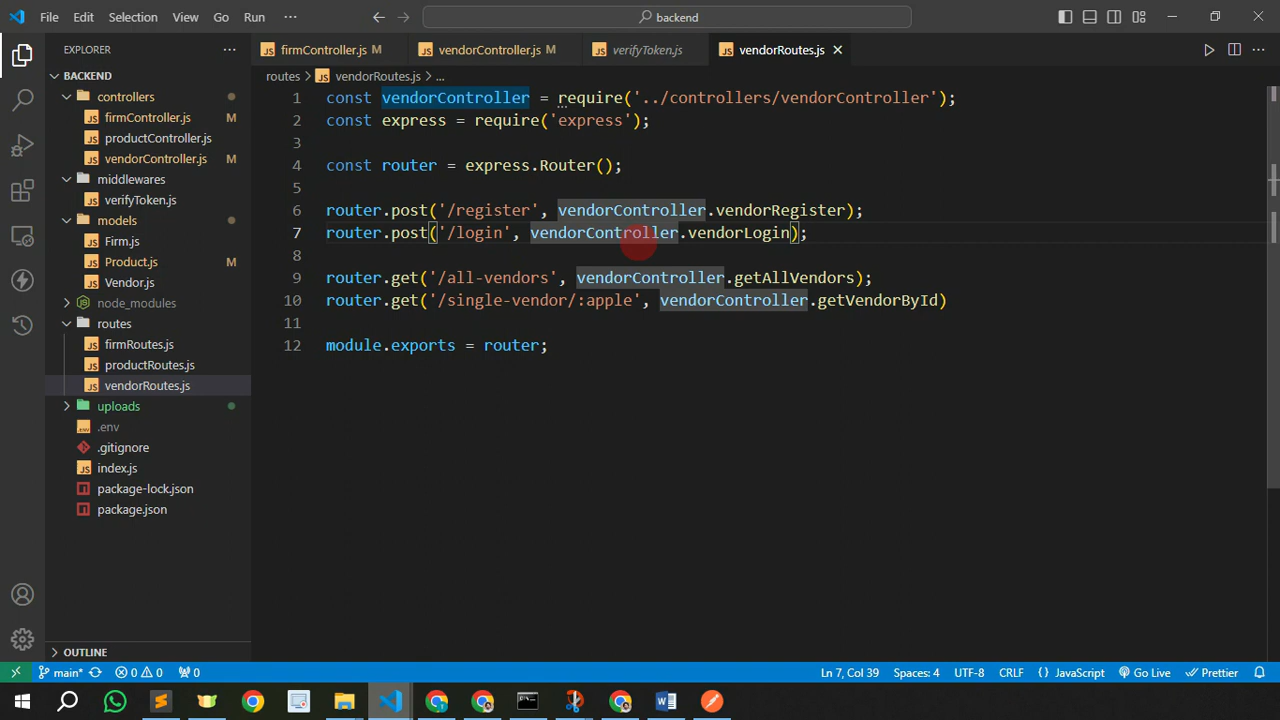 File Edit Selection View Go Run ··· backend
EXPLORER ··· firmController.js M vendorController.js M verifyToken.js vendorRoutes.js
BACKEND
controllers
firmController.js M
productController.js
vendorController.js M
middlewares
verifyToken.js
models
Firm.js
Product.js M
Vendor.js
node_modules
routes
firmRoutes.js
productRoutes.js
vendorRoutes.js
uploads
.env
.gitignore
index.js
package-lock.json
package.json
OUTLINE
routes > JS vendorRoutes.js > ...
1 const vendorController = require('../controllers/vendorController');
2 const express = require('express');
3
4 const router = express.Router();
5
6 router.post('/register', vendorController.vendorRegister);
7 router.post('/login', vendorController.vendorLogin);
8
9 router.get('/all-vendors', vendorController.getAllVendors);
10 router.get('/single-vendor/:apple', vendorController.getVendorById)
11
12 module.exports = router;
main* 0 0 0 Ln 7, Col 39 Spaces: 4 UTF-8 CRLF { } JavaScript Go Live Prettier